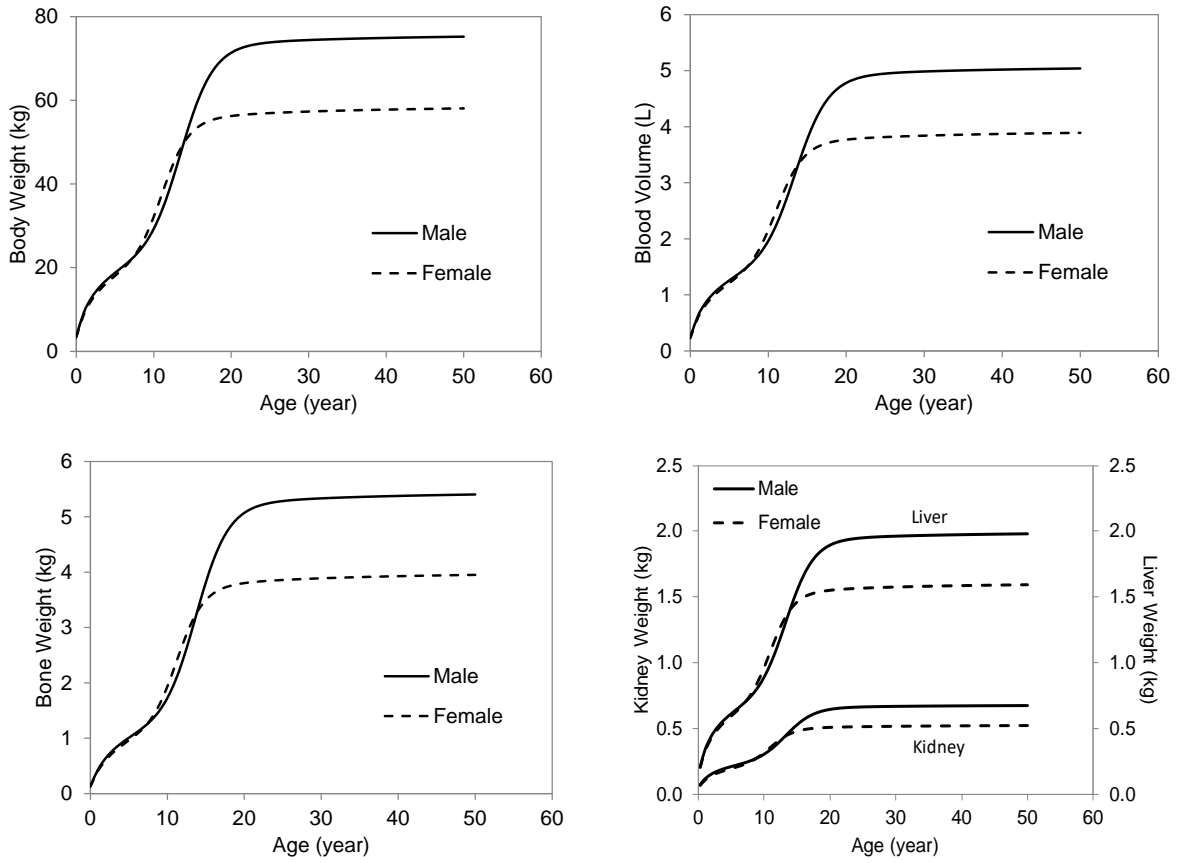 Body Weight (kg)
80
60
40
20
0
Male
Female
0 10 20 30 40 50 60
Age (year)
Blood Volume (L)
6
5
4
3
2
1
0
Male
Female
0 10 20 30 40 50 60
Age (year)
Bone Weight (kg)
6
5
4
3
2
1
0
Male
Female
0 10 20 30 40 50 60
Age (year)
Kidney Weight (kg)
2.5
2.0
1.5
1.0
0.5
0.0
Male
Female
Liver
Kidney
2.5
2.0
1.5
1.0
0.5
0.0
Liver Weight (kg)
0 10 20 30 40 50 60
Age (year)